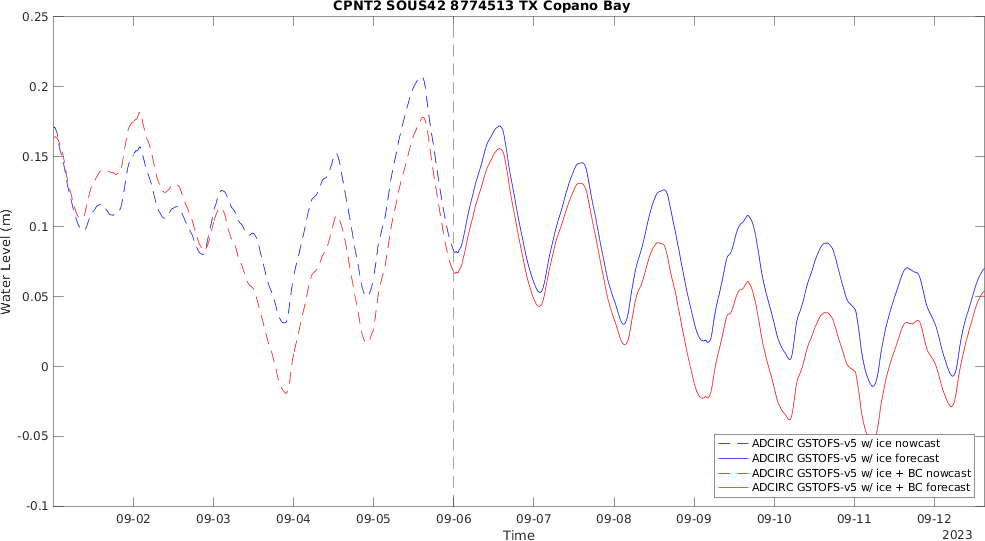 CPNT2 SOUS42 8774513 TX Copano Bay
0.25
0.2
0.15
0.1
0.05
0
-0.05
-0.1
Water Level (m)
09-02 09-03 09-04 09-05 09-06 09-07 09-08 09-09 09-10 09-11 09-12
Time
2023
ADCIRC GSTOFS-v5 w/ ice nowcast
ADCIRC GSTOFS-v5 w/ ice forecast
ADCIRC GSTOFS-v5 w/ ice + BC nowcast
ADCIRC GSTOFS-v5 w/ ice + BC forecast